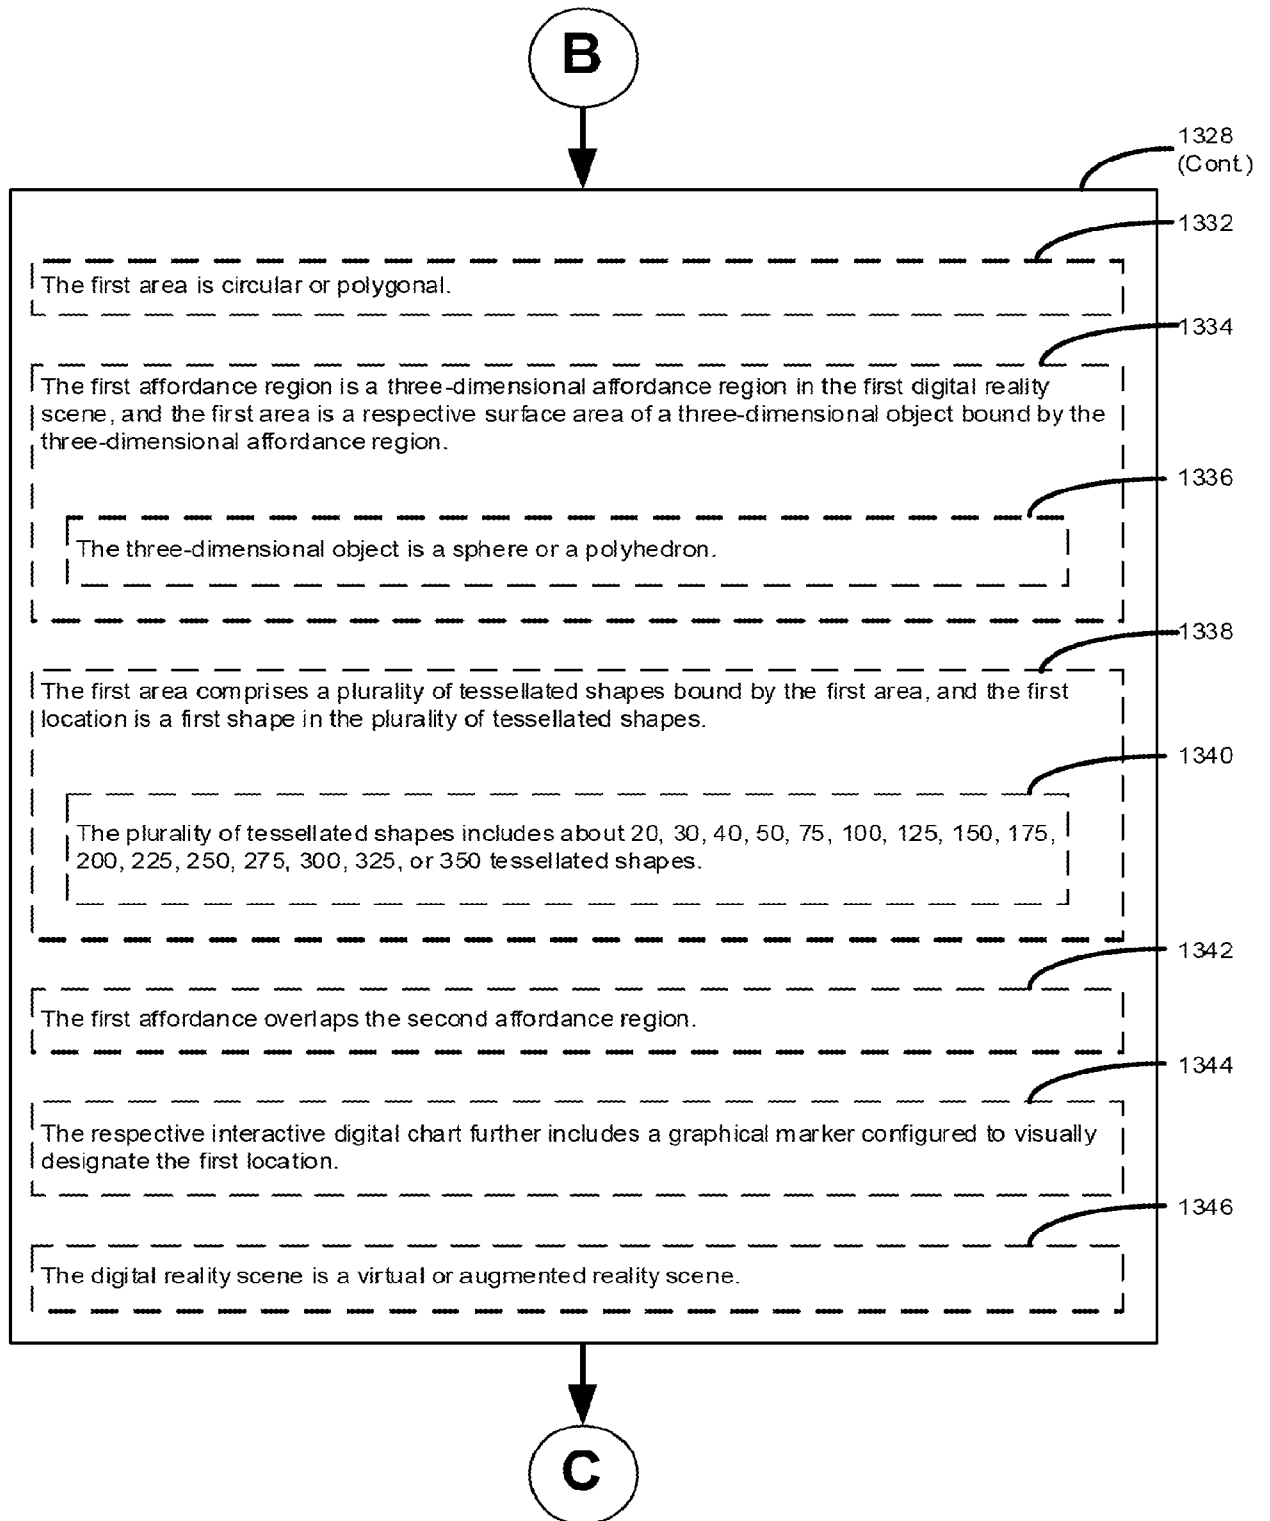 B
1328
(Cont.)
1332
The first area is circular or polygonal.
1334
The first affordance region is a three-dimensional affordance region in the first digital reality
scene, and the first area is a respective surface area of a three-dimensional object bound by the
three-dimensional affordance region.
1336
The three-dimensional object is a sphere or a polyhedron.
1338
The first area comprises a plurality of tessellated shapes bound by the first area, and the first
location is a first shape in the plurality of tessellated shapes.
1340
The plurality of tessellated shapes includes about 20, 30, 40, 50, 75, 100, 125, 150, 175,
200, 225, 250, 275, 300, 325, or 350 tessellated shapes.
1342
The first affordance overlaps the second affordance region.
1344
The respective interactive digital chart further includes a graphical marker configured to visually
designate the first location.
1346
The digital reality scene is a virtual or augmented reality scene.
C